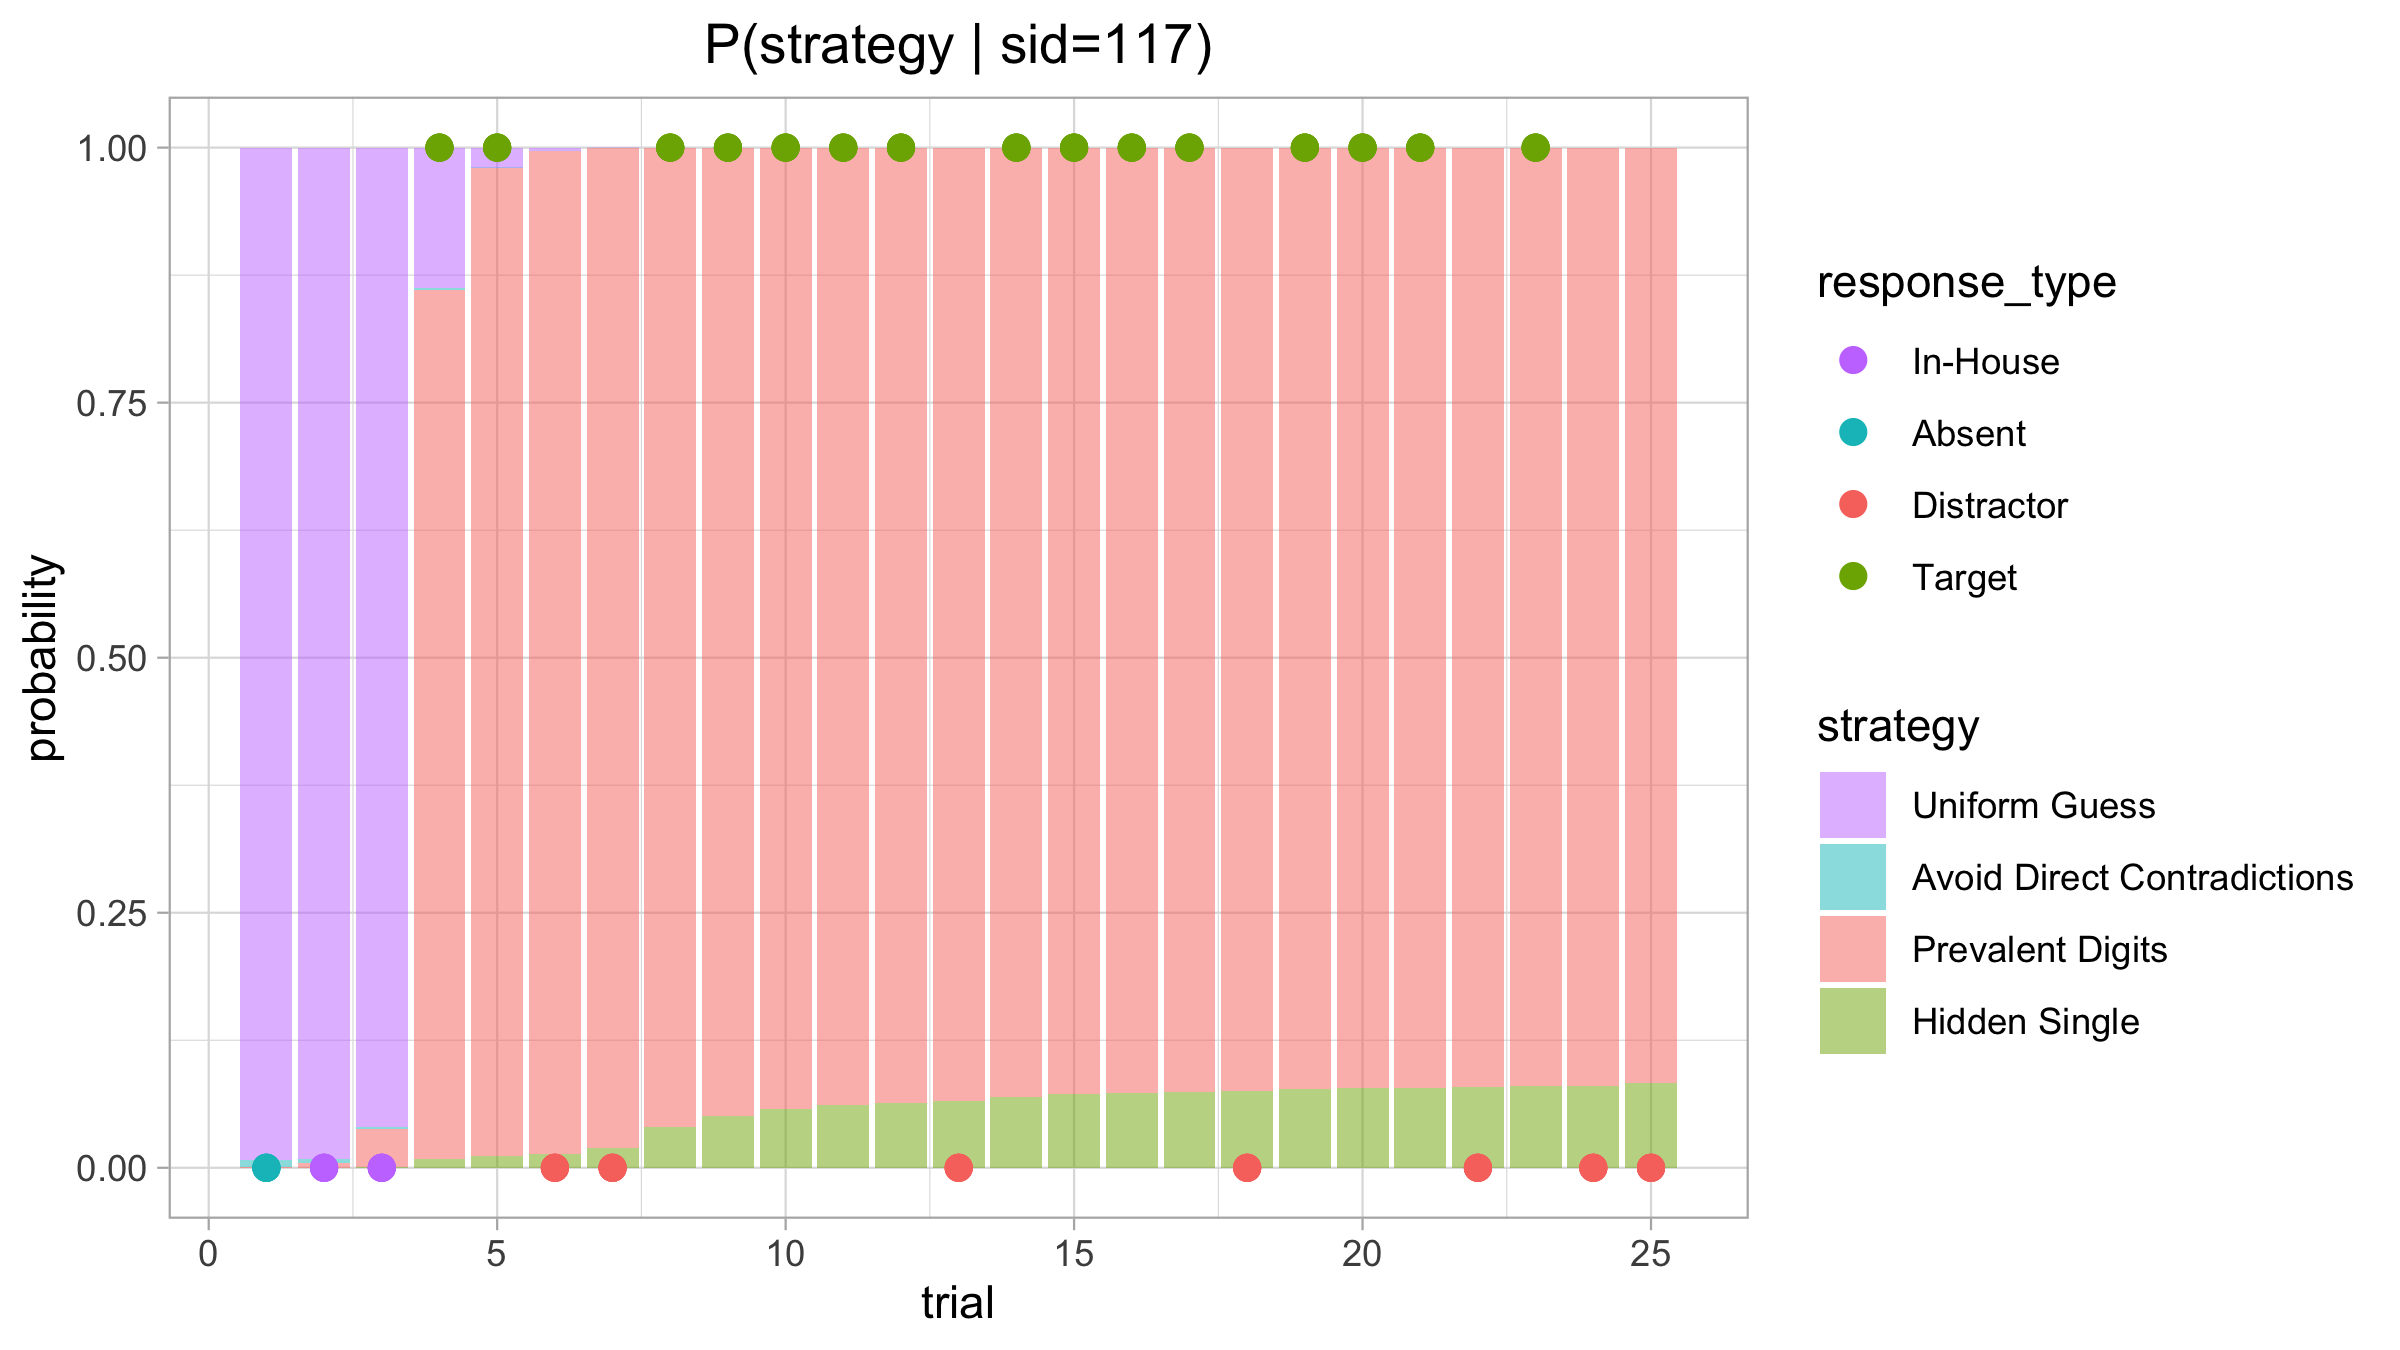 P(strategy | sid=117)
probability
1.00
0.75
0.50
0.25
0.00
0 5 10 15 20 25
trial
response_type
In-House
Absent
Distractor
Target
strategy
Uniform Guess
Avoid Direct Contradictions
Prevalent Digits
Hidden Single